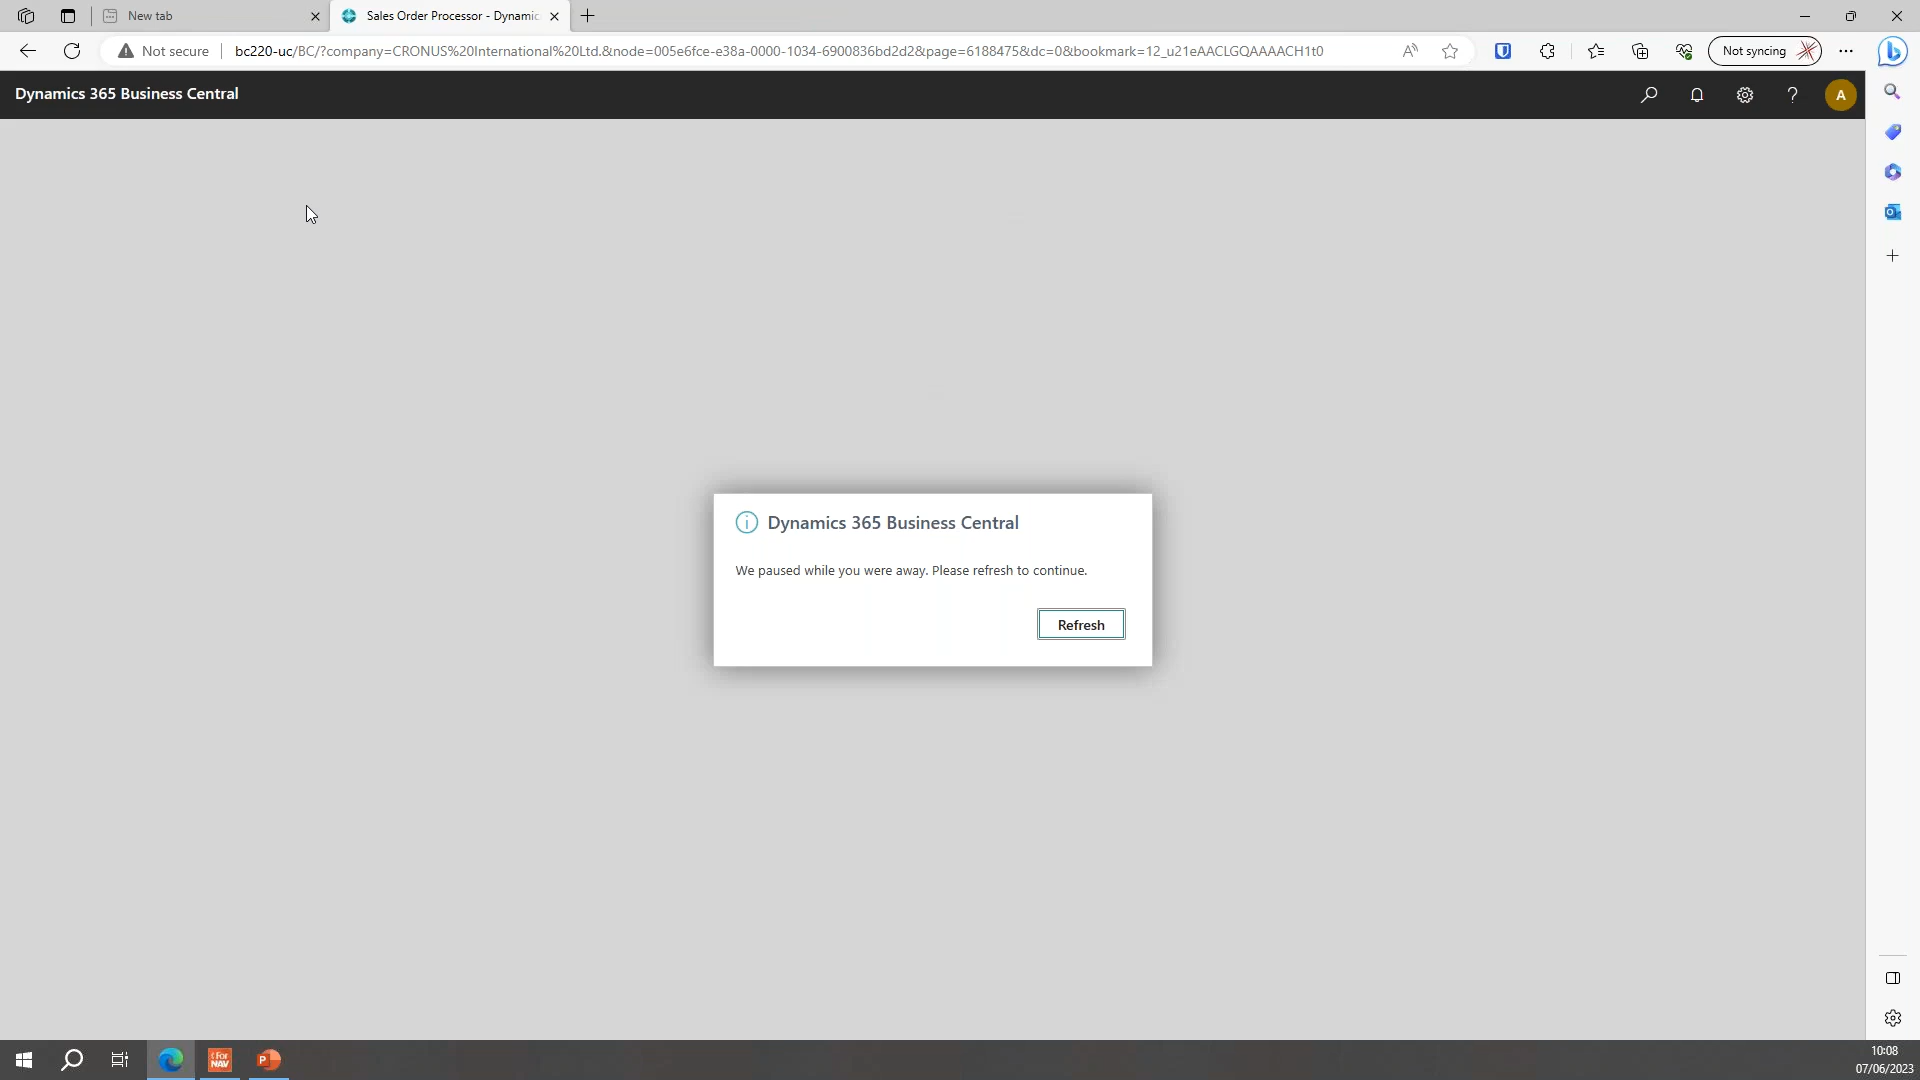 New tab
Sales Order Processor - Dynamic
Not secure
bc220-uc/BC/?company=CRONUS%20International%20Ltd.&node=005e6fce-e38a-0000-1034-6900836bd2d2&page=6188475&dc=0&bookmark=12_u21eAACLGQAAAACH1t0
Not syncing
Dynamics 365 Business Central
A
Dynamics 365 Business Central
We paused while you were away. Please refresh to continue.
Refresh
For
NAV
10:08
07/06/2023